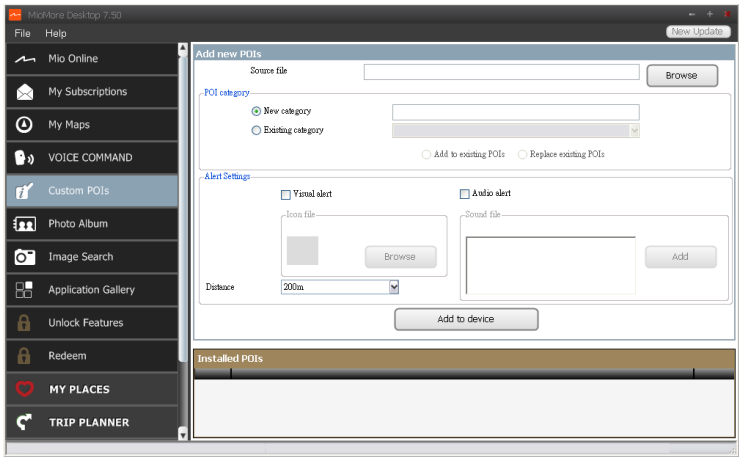 MioMore Desktop 7.50
File Help
New Update
Mio Online
My Subscriptions
My Maps
VOICE COMMAND
Custom POIs
Photo Album
Image Search
Application Gallery
Unlock Features
Redeem
MY PLACES
TRIP PLANNER
Add new POIs
Source file
Browse
POI category
New category
Existing category
Add to existing POIs Replace existing POIs
Alert Settings
Visual alert
Audio alert
Icon file
Browse
Sound file
Add
Distance 200m
Add to device
Installed POIs